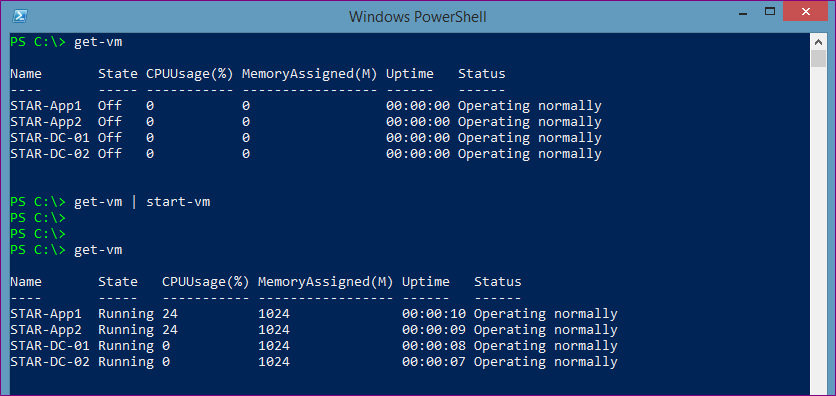 Windows PowerShell
PS C:\> get-vm
Name       State CPUUsage(%) MemoryAssigned(M) Uptime   Status
----       ----- ----------- ----------------- ------   ------
STAR-App1  Off   0           0                 00:00:00 Operating normally
STAR-App2  Off   0           0                 00:00:00 Operating normally
STAR-DC-01 Off   0           0                 00:00:00 Operating normally
STAR-DC-02 Off   0           0                 00:00:00 Operating normally
PS C:\> get-vm | start-vm
PS C:\>
PS C:\>
PS C:\> get-vm
Name       State   CPUUsage(%) MemoryAssigned(M) Uptime   Status
----       -----   ----------- ----------------- ------   ------
STAR-App1  Running 24          1024              00:00:10 Operating normally
STAR-App2  Running 24          1024              00:00:09 Operating normally
STAR-DC-01 Running 0           1024              00:00:08 Operating normally
STAR-DC-02 Running 0           1024              00:00:07 Operating normally